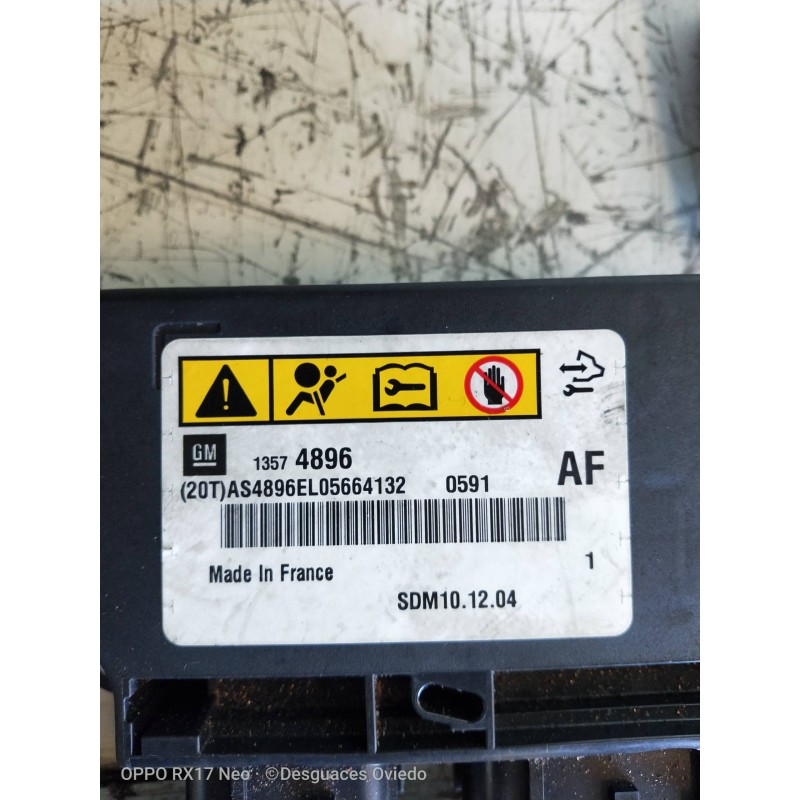 GM 1357 4896 AF
(20T)AS4896EL05664132 0591
Made In France 1
SDM10.12.04
OPPO RX17 Neo · ©Desguaces Oviedo